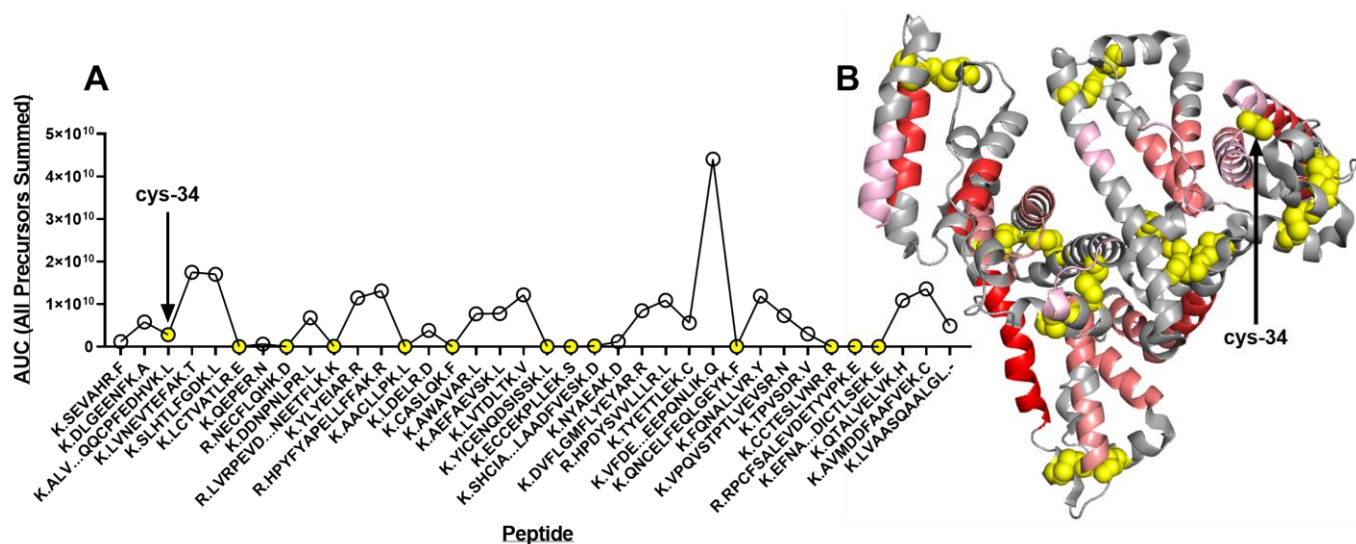 A
B
AUC (All Precursors Summed)
5×10¹⁰
4×10¹⁰
3×10¹⁰
2×10¹⁰
1×10¹⁰
0
cys-34
cys-34
K.SEVAHR.F
K.DLGEENFK.A
K.ALV...QQCPFEDHVK.L
K.LVNEVTEFAK.T
K.SLHTLFGDK.L
K.LCTVATLR.E
K.QEPER.N
R.NECFLQHK.D
K.DDNPNLPR.L
R.LVRPEVD...NEETFLK.K
K.YLYEIAR.R
R.HPYFYAPELLFFAK.R
K.AACLLPK.L
K.LDELR.D
K.CASLQK.F
K.AWAVAR.L
K.AEFAEVSK.L
K.LVTDLTK.V
K.YICENQDSISSK.L
K.ECCEKPLLEK.S
K.SHCIA...LAADFVESK.D
K.NYAEAK.D
K.DVFLGMFLYEYAR.R
R.HPDYSVVLLLR.L
K.TYETTLEK.C
K.VFDE...EEPQNLIK.Q
K.QNCELFEQLGEYK.F
K.FQNALLVR.Y
K.VPQVSTPTLVEVSR.N
K.TPVSDR.V
K.CCTESLVNR.R
R.RPCFSALEVDETYVPK.E
K.EFNA...DICTLSEK.E
K.QTALVELVK.H
K.AVMDDFAAFVEK.C
K.LVAASQAALGL.-
Peptide